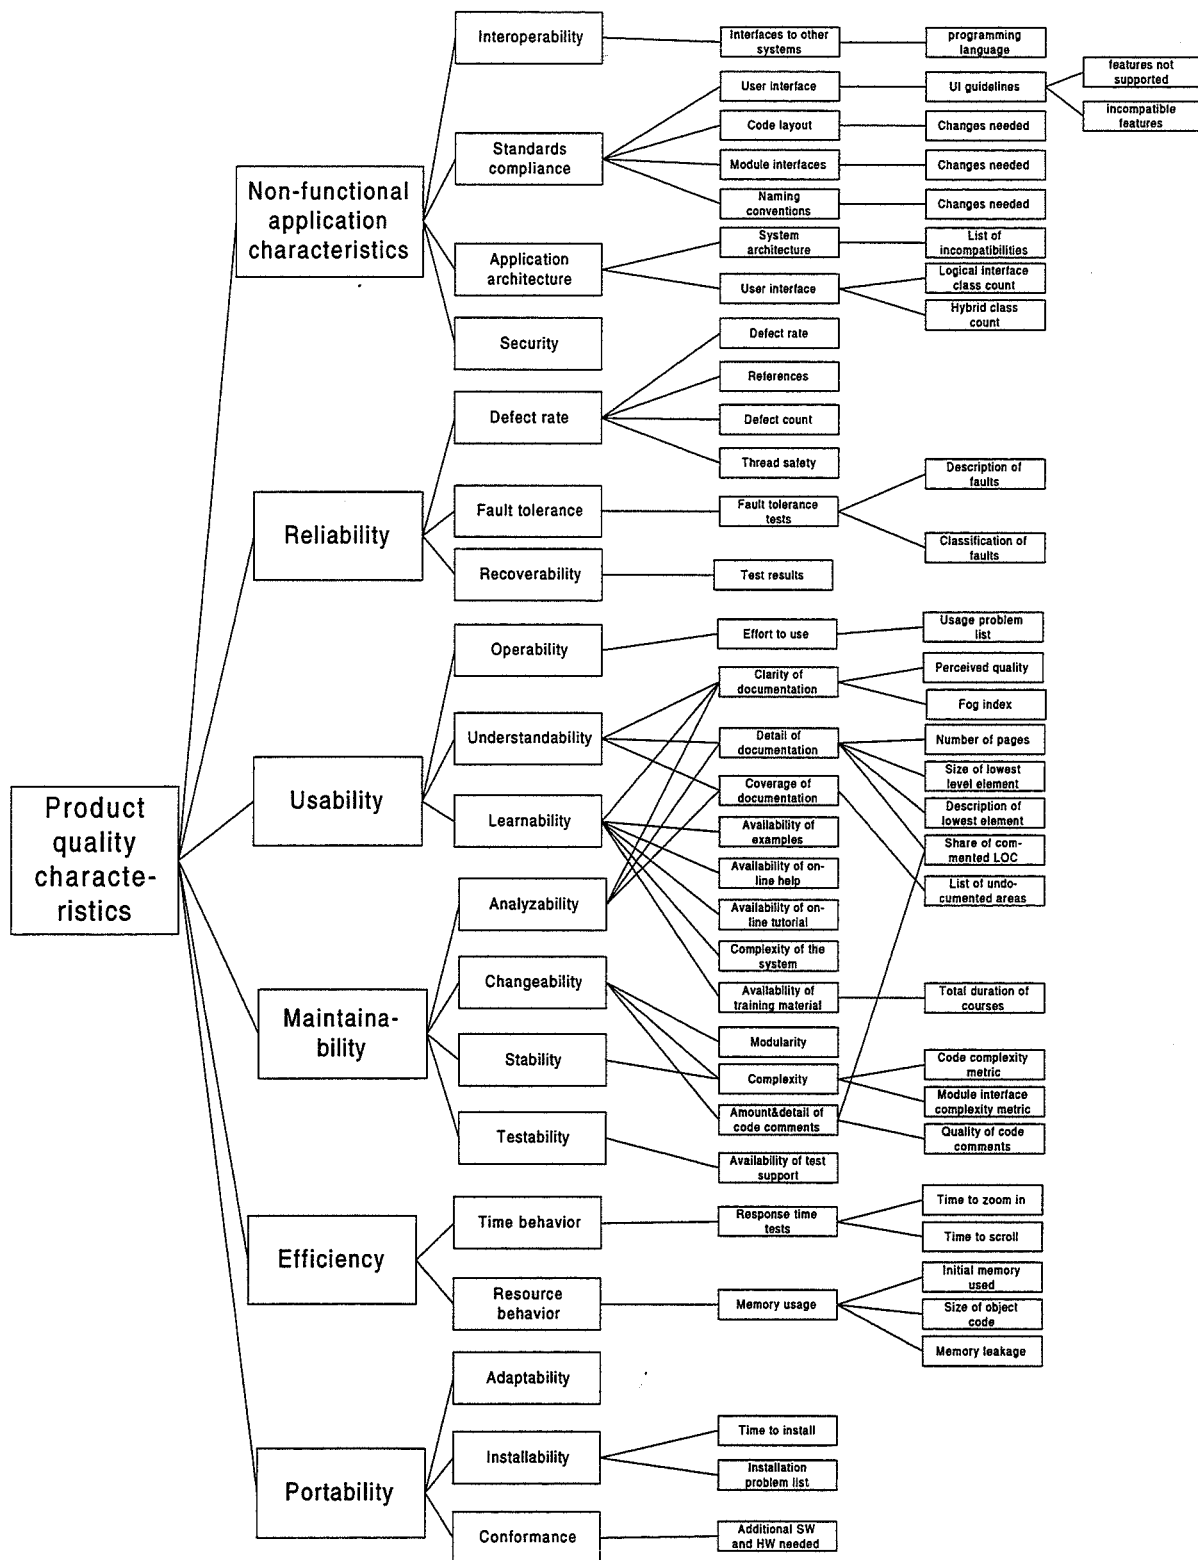 Product
quality
characte-
ristics
Non-functional
application
characteristics
Interoperability
Interfaces to other
systems
programming
language
Standards
compliance
User interface
UI guidelines
features not
supported
incompatible
features
Code layout
Changes needed
Module interfaces
Changes needed
Naming
conventions
Changes needed
Application
architecture
System
architecture
List of
incompatibilities
User interface
Logical interface
class count
Hybrid class
count
Security
Reliability
Defect rate
Defect rate
References
Defect count
Thread safety
Fault tolerance
Fault tolerance
tests
Description of
faults
Classification of
faults
Recoverability
Test results
Usability
Operability
Effort to use
Usage problem
list
Understandability
Clarity of
documentation
Perceived quality
Fog index
Detail of
documentation
Number of pages
Size of lowest
level element
Description of
lowest element
Share of com-
mented LOC
Coverage of
documentation
List of undo-
cumented areas
Learnability
Availability of
examples
Availability of on-
line help
Availability of on-
line tutorial
Complexity of the
system
Availability of
training material
Total duration of
courses
Maintaina-
bility
Analyzability
Changeability
Modularity
Stability
Complexity
Code complexity
metric
Module interface
complexity metric
Amount&detail of
code comments
Quality of code
comments
Testability
Availability of test
support
Efficiency
Time behavior
Response time
tests
Time to zoom in
Time to scroll
Resource
behavior
Memory usage
Initial memory
used
Size of object
code
Memory leakage
Portability
Adaptability
Installability
Time to install
Installation
problem list
Conformance
Additional SW
and HW needed